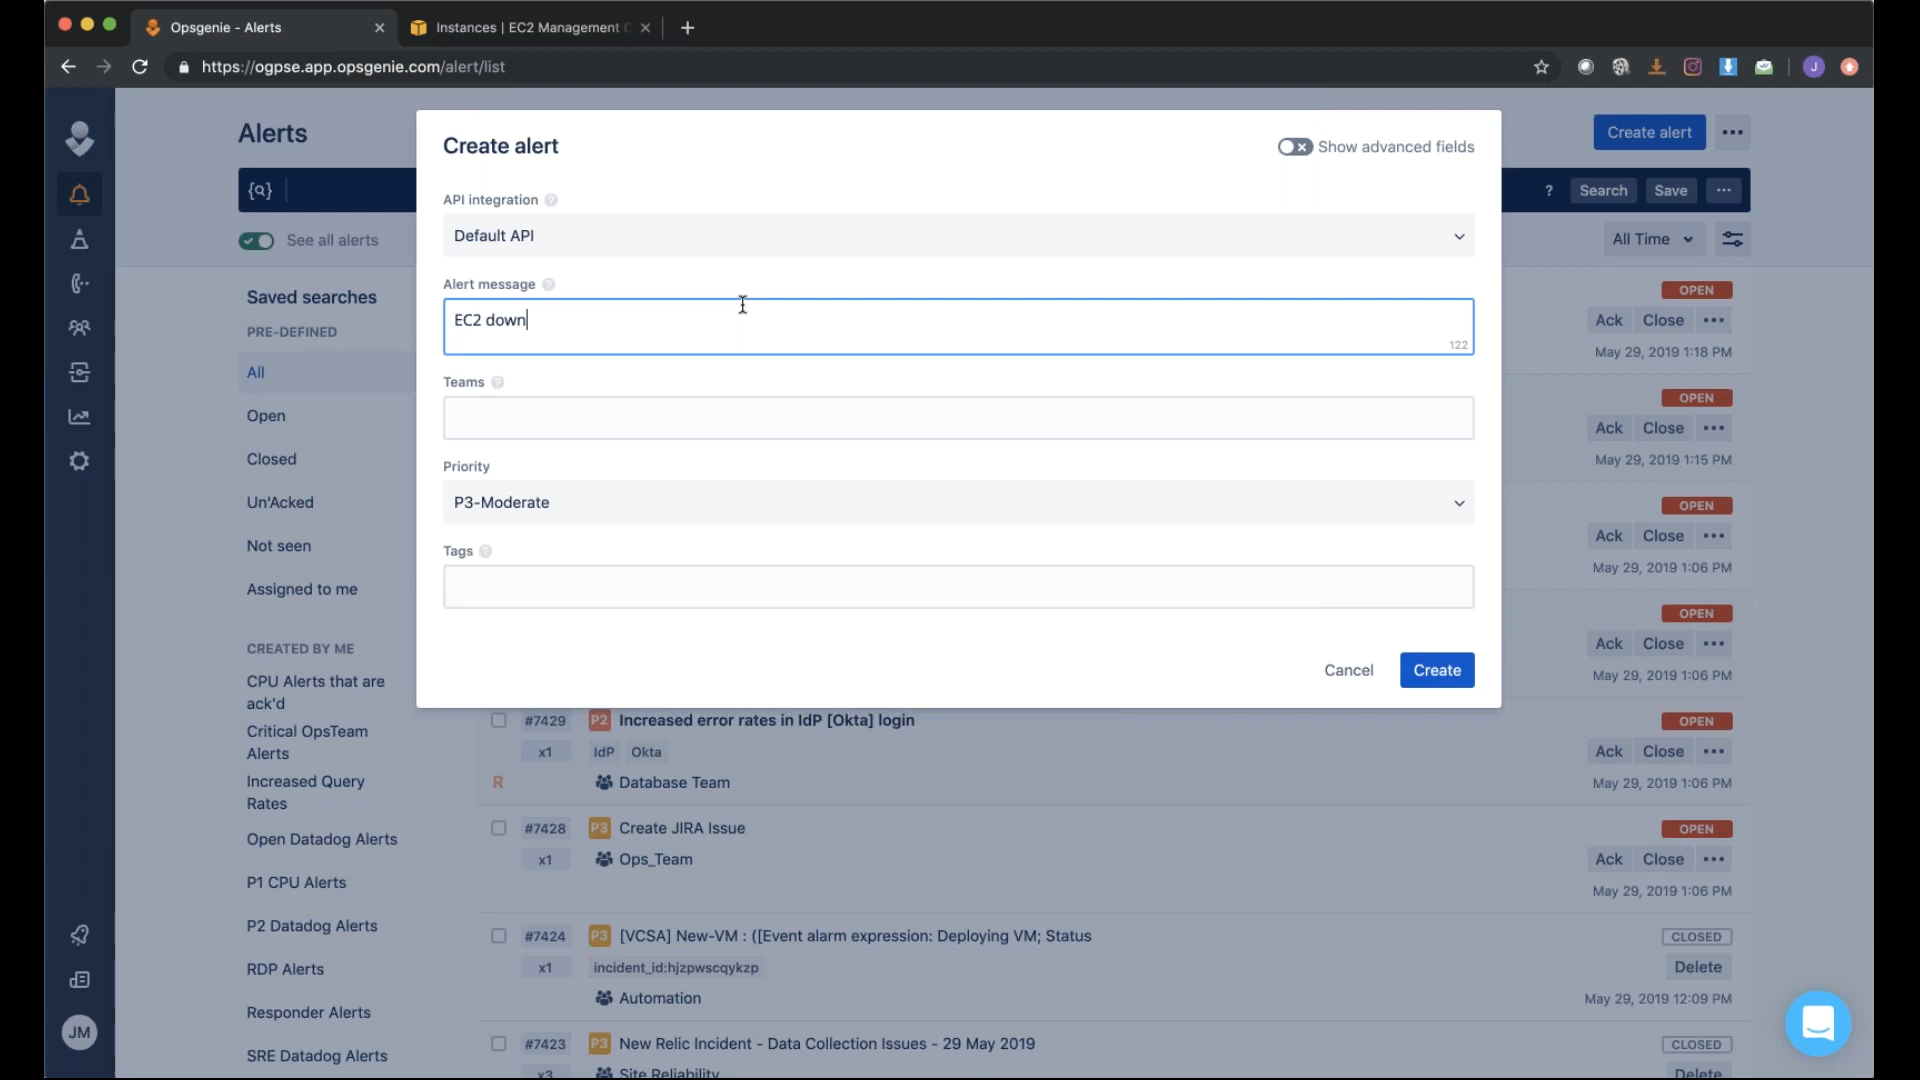 Opsgenie - Alerts
Instances | EC2 Management
https://ogpse.app.opsgenie.com/alert/list
J
Alerts
Create alert
?
Search
Save
See all alerts
All Time
Saved searches
PRE-DEFINED
All
Open
Closed
Un'Acked
Not seen
Assigned to me
CREATED BY ME
CPU Alerts that are
ack'd
Critical OpsTeam
Alerts
Increased Query
Rates
Open Datadog Alerts
P1 CPU Alerts
P2 Datadog Alerts
RDP Alerts
Responder Alerts
SRE Datadog Alerts
JM
Create alert
Show advanced fields
API integration ?
Default API
Alert message ?
EC2 down
122
Teams ?
Priority
P3-Moderate
Tags ?
Cancel
Create
OPEN
Ack Close
May 29, 2019 1:18 PM
OPEN
Ack Close
May 29, 2019 1:15 PM
OPEN
Ack Close
May 29, 2019 1:06 PM
OPEN
Ack Close
May 29, 2019 1:06 PM
#7429 P2 Increased error rates in IdP [Okta] login OPEN
x1 IdP Okta Ack Close
R Database Team May 29, 2019 1:06 PM
#7428 P3 Create JIRA Issue OPEN
x1 Ops_Team Ack Close
May 29, 2019 1:06 PM
#7424 P3 [VCSA] New-VM : ([Event alarm expression: Deploying VM; Status CLOSED
x1 incident_id:hjzpwscqykzp Delete
Automation May 29, 2019 12:09 PM
#7423 P3 New Relic Incident - Data Collection Issues - 29 May 2019 CLOSED
x3 Site Reliability Delete